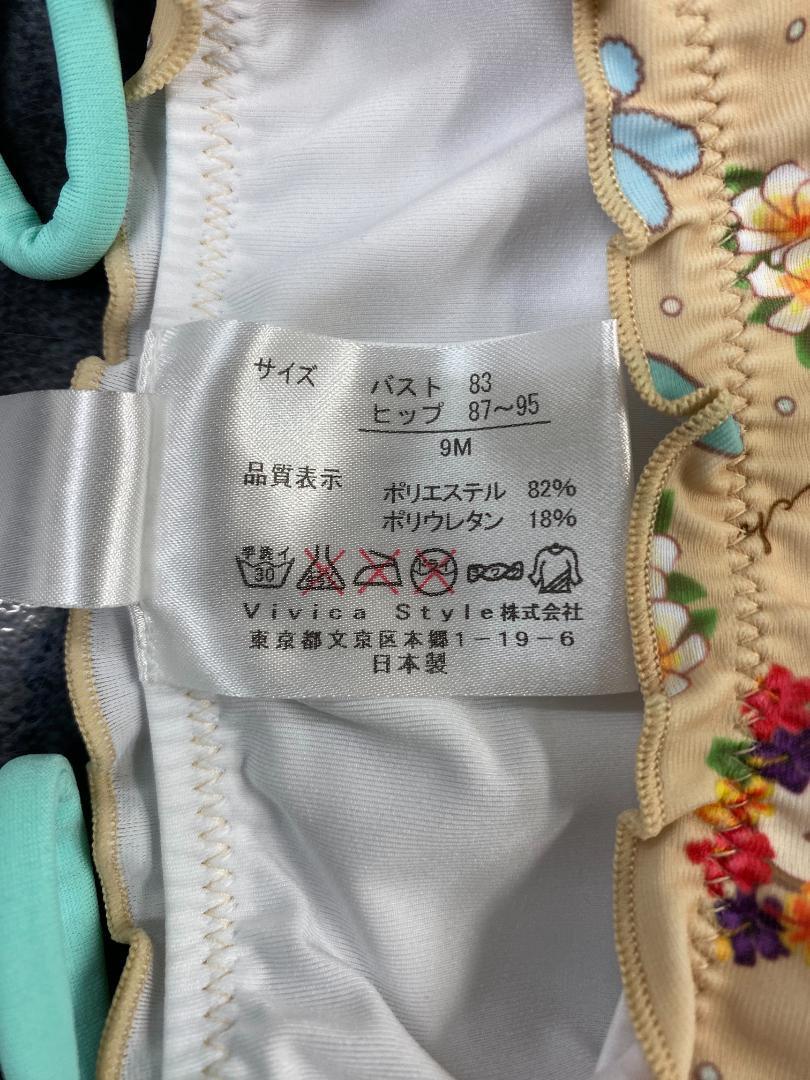 サイズ
バスト 83
ヒップ 87～95
9M
品質表示
ポリエステル 82%
ポリウレタン 18%
手洗イ
30
Vivica Style株式会社
東京都文京区本郷1－19－6
日本製